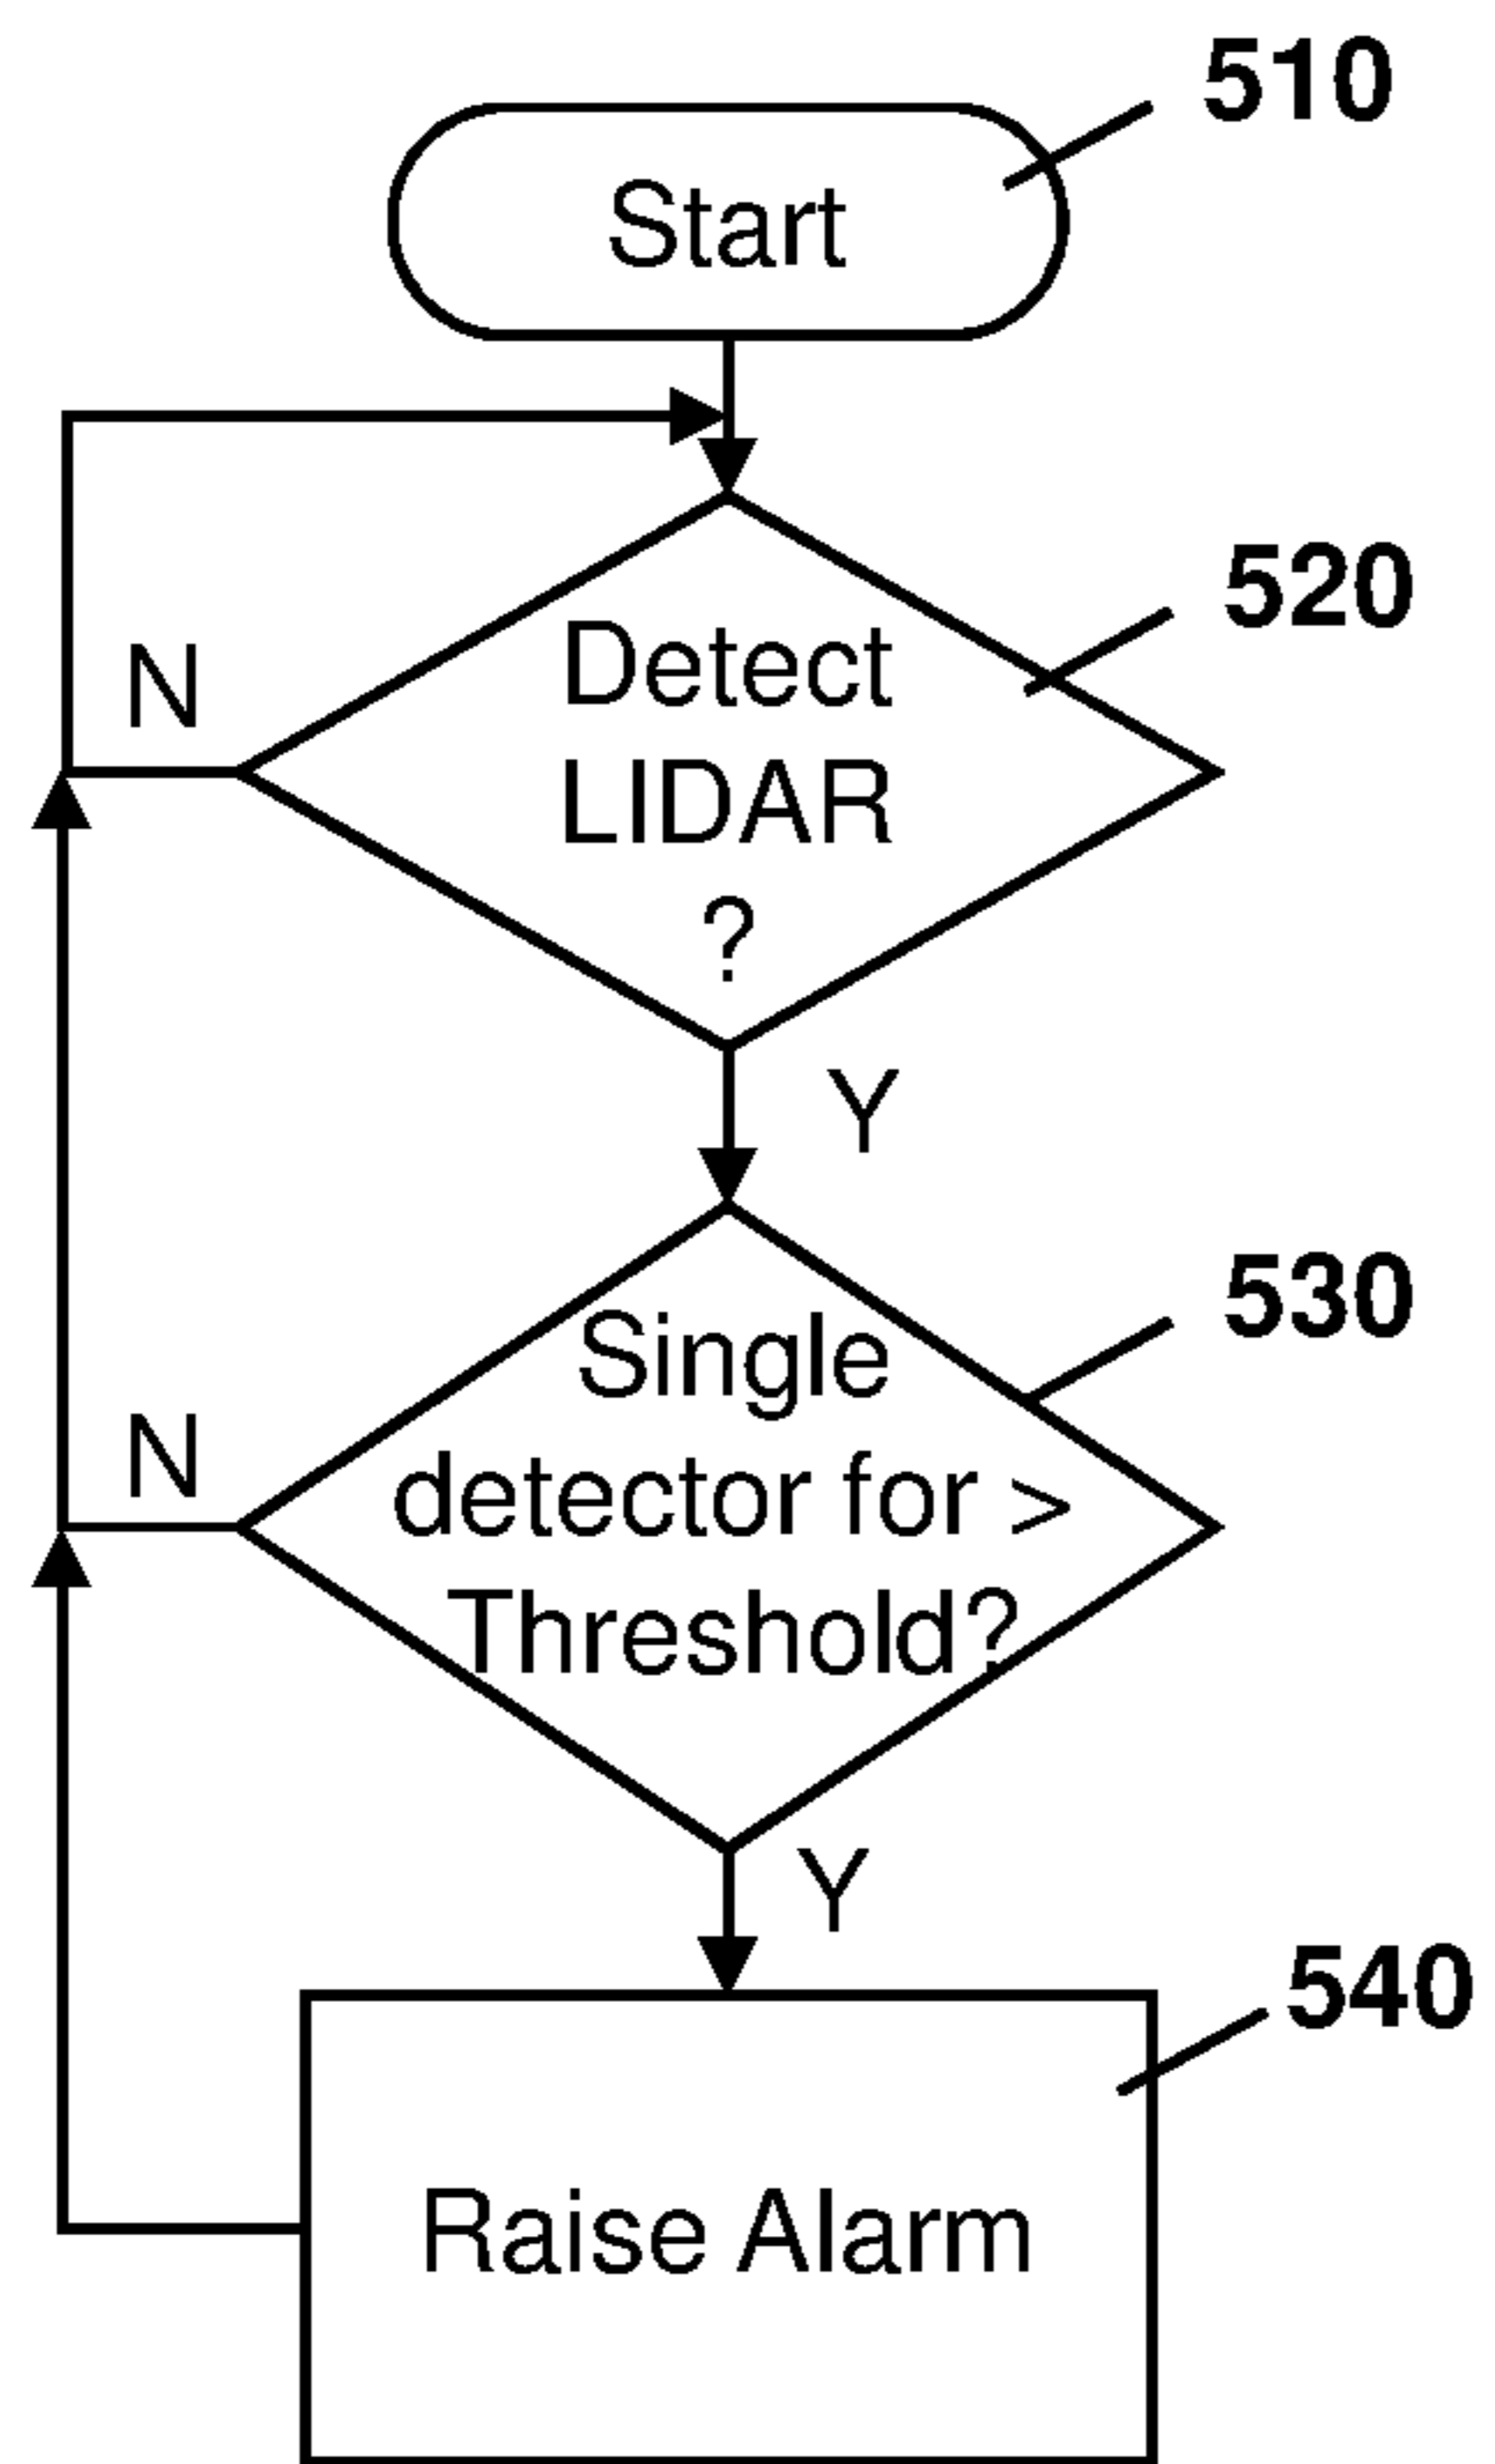 510
Start
520
N
Detect
LIDAR
?
Y
530
Single
N
detector for >
Threshold?
Y
540
Raise Alarm